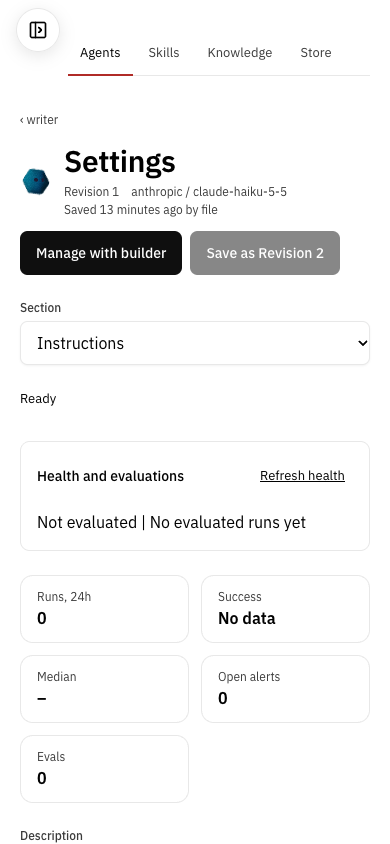 Agents Skills Knowledge Store
‹ writer
Settings
Revision 1 anthropic / claude-haiku-5-5
Saved 13 minutes ago by file
Manage with builder Save as Revision 2
Section
Instructions
Ready
Health and evaluations Refresh health
Not evaluated | No evaluated runs yet
Runs, 24h Success
0 No data
Median Open alerts
– 0
Evals
0
Description